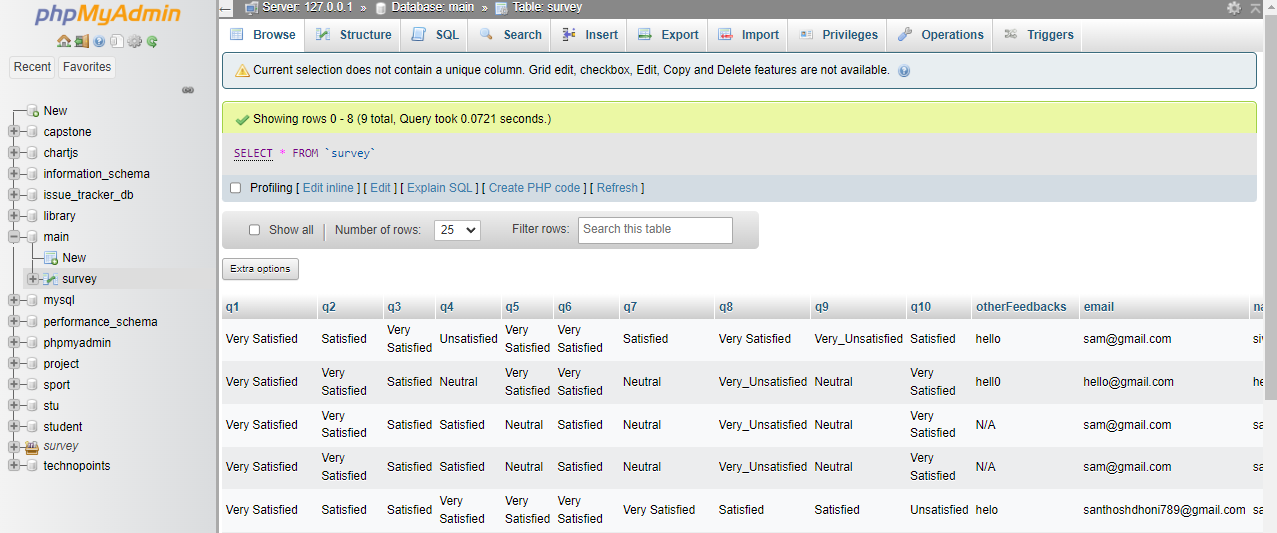 phpMyAdmin
Recent Favorites
New
capstone
chartjs
information_schema
issue_tracker_db
library
main
New
survey
mysql
performance_schema
phpmyadmin
project
sport
stu
student
survey
technopoints
Server: 127.0.0.1 » Database: main » Table: survey
Browse Structure SQL Search Insert Export Import Privileges Operations Triggers
Current selection does not contain a unique column. Grid edit, checkbox, Edit, Copy and Delete features are not available.
Showing rows 0 - 8 (9 total, Query took 0.0721 seconds.)
SELECT * FROM `survey`
Profiling [ Edit inline ] [ Edit ] [ Explain SQL ] [ Create PHP code ] [ Refresh ]
Show all Number of rows: 25 Filter rows: Search this table
Extra options
q1 q2 q3 q4 q5 q6 q7 q8 q9 q10 otherFeedbacks email na
Very Satisfied Satisfied Very Satisfied Unsatisfied Very Satisfied Very Satisfied Satisfied Very Satisfied Very_Unsatisfied Satisfied hello sam@gmail.com
Very Satisfied Very Satisfied Satisfied Neutral Very Satisfied Very Satisfied Neutral Very_Unsatisfied Neutral Very Satisfied hell0 hello@gmail.com
Very Satisfied Very Satisfied Satisfied Satisfied Neutral Satisfied Neutral Very_Unsatisfied Neutral Very Satisfied N/A sam@gmail.com
Very Satisfied Very Satisfied Satisfied Satisfied Neutral Satisfied Neutral Very_Unsatisfied Neutral Very Satisfied N/A sam@gmail.com
Very Satisfied Satisfied Satisfied Very Satisfied Very Satisfied Very Satisfied Very Satisfied Satisfied Satisfied Unsatisfied helo santhoshdhoni789@gmail.com